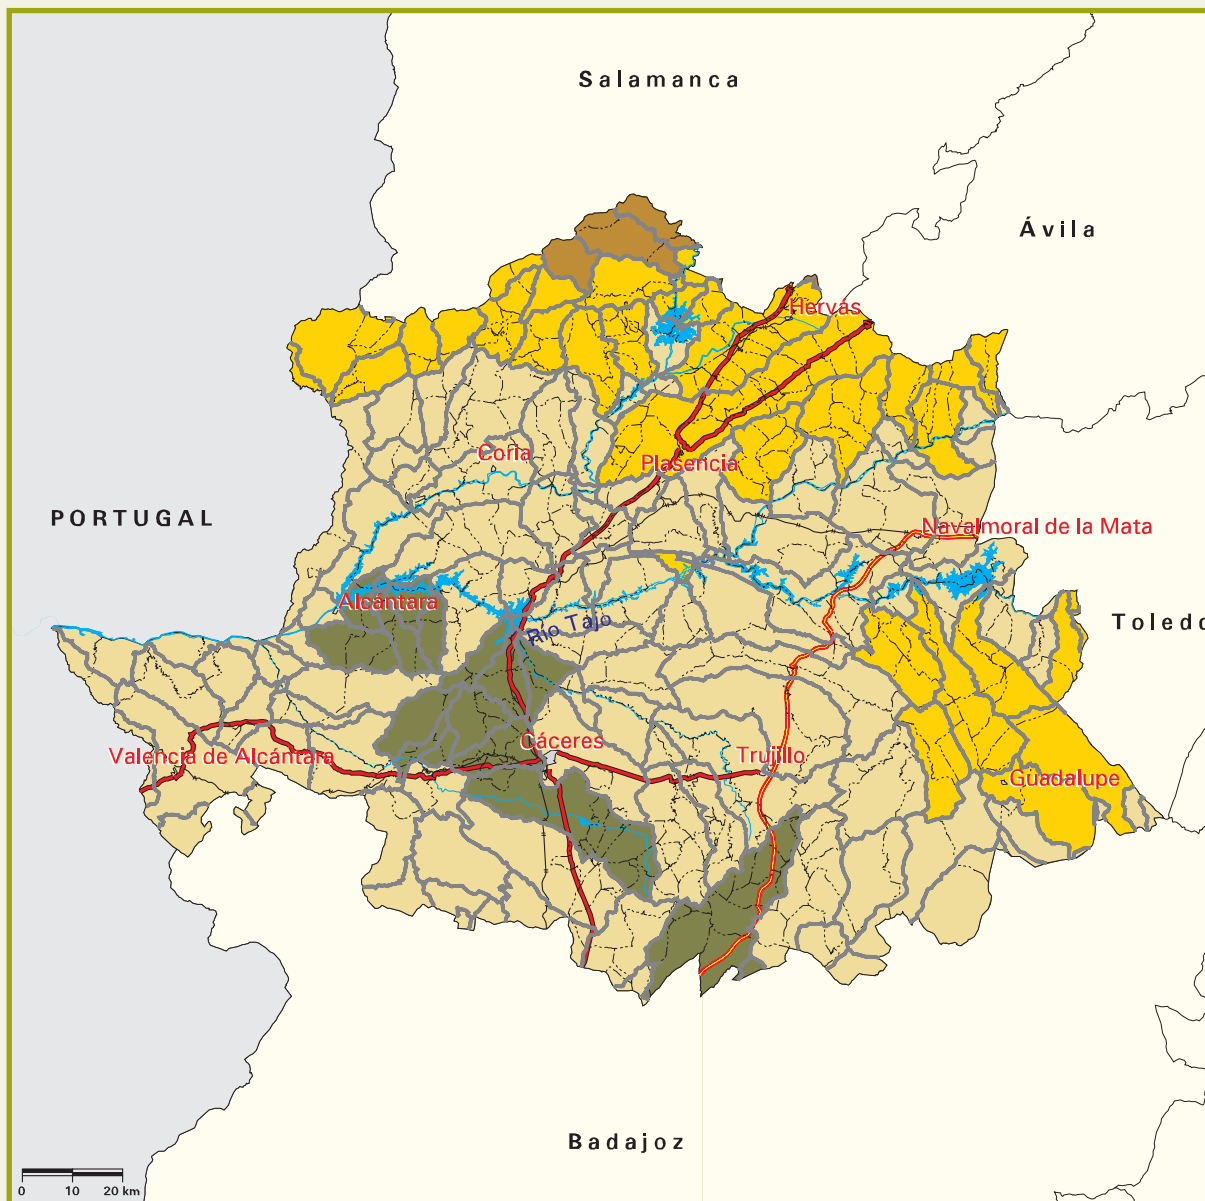 Salamanca
Ávila
Hervás
Coria
Plasencia
PORTUGAL
Navalmoral de la Mata
Alcántara
Río Tajo
Toledo
Cáceres
Valencia de Alcántara
Trujillo
Guadalupe
Badajoz
0 10 20 km